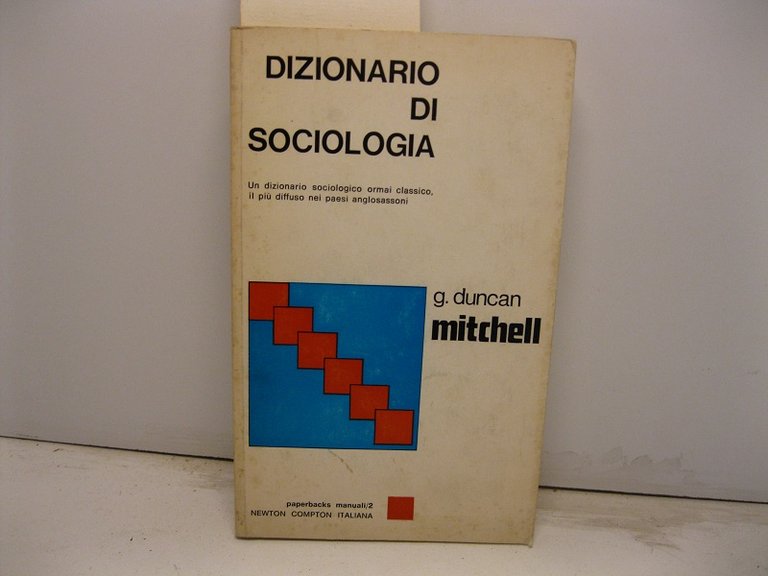 DIZIONARIO
DI
SOCIOLOGIA
Un dizionario sociologico ormai classico,
il più diffuso nei paesi anglosassoni
g. duncan
mitchell
paperbacks manuali/2
NEWTON COMPTON ITALIANA